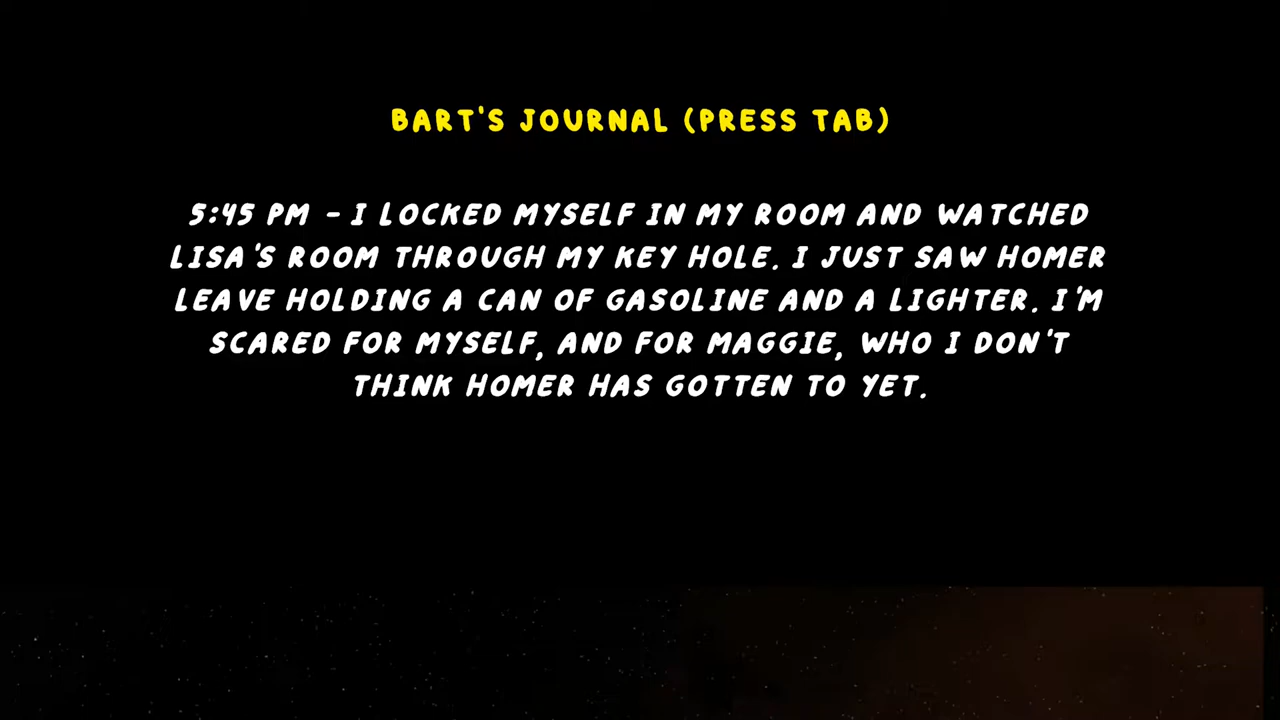 BART'S JOURNAL (PRESS TAB)
5:45 PM - I LOCKED MYSELF IN MY ROOM AND WATCHED
LISA'S ROOM THROUGH MY KEY HOLE. I JUST SAW HOMER
LEAVE HOLDING A CAN OF GASOLINE AND A LIGHTER. I'M
SCARED FOR MYSELF, AND FOR MAGGIE, WHO I DON'T
THINK HOMER HAS GOTTEN TO YET.